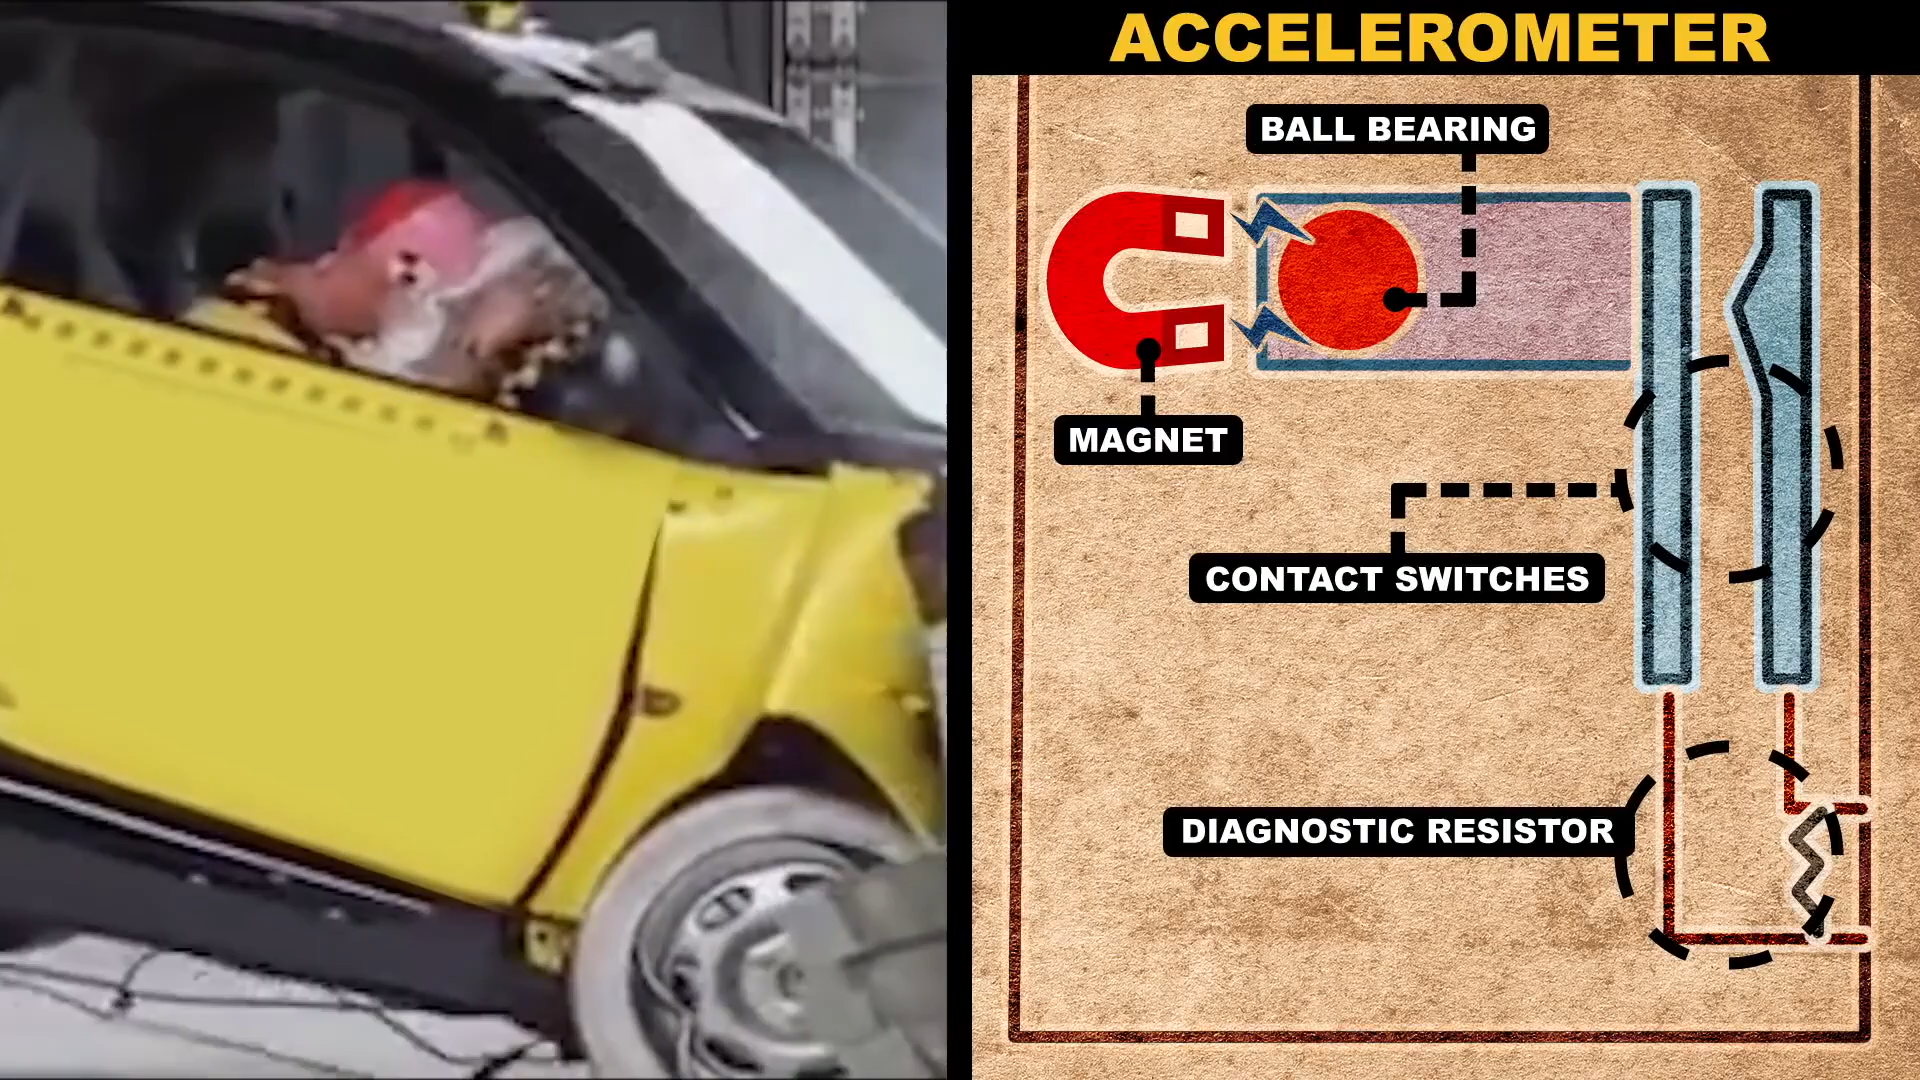 ACCELEROMETER
BALL BEARING
MAGNET
CONTACT SWITCHES
DIAGNOSTIC RESISTOR